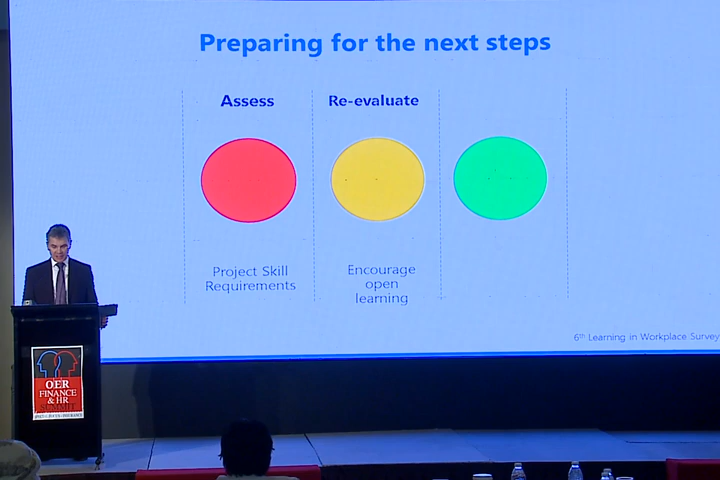 Preparing for the next steps
Assess
Re-evaluate
Project Skill
Requirements
Encourage
open
learning
6th Learning in Workplace Survey
OER
FINANCE
& HR
SUMMIT